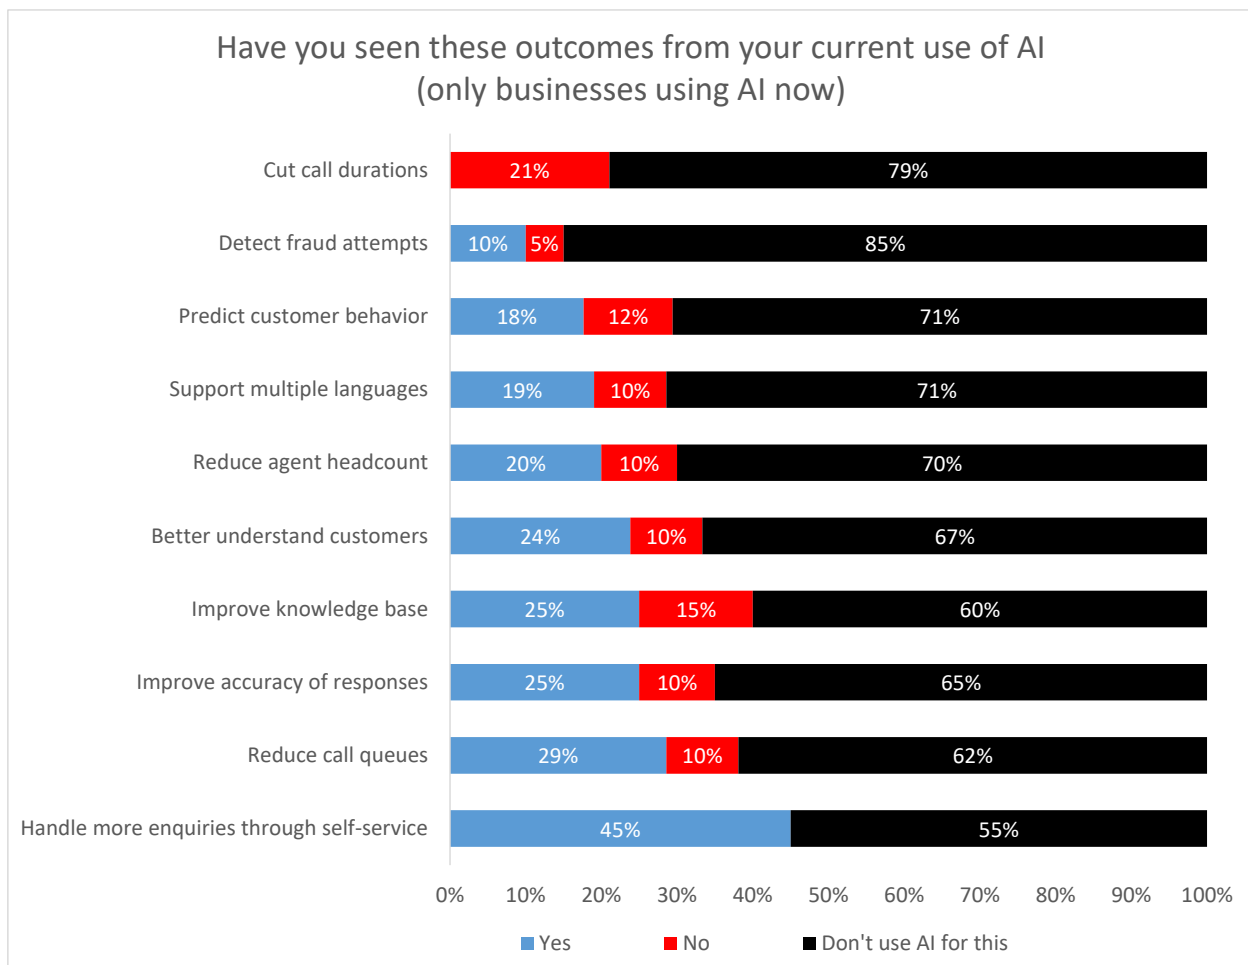 Have you seen these outcomes from your current use of AI
(only businesses using AI now)
Cut call durations 21% 79%
Detect fraud attempts 10% 5% 85%
Predict customer behavior 18% 12% 71%
Support multiple languages 19% 10% 71%
Reduce agent headcount 20% 10% 70%
Better understand customers 24% 10% 67%
Improve knowledge base 25% 15% 60%
Improve accuracy of responses 25% 10% 65%
Reduce call queues 29% 10% 62%
Handle more enquiries through self-service 45% 55%
0% 10% 20% 30% 40% 50% 60% 70% 80% 90% 100%
Yes No Don't use AI for this